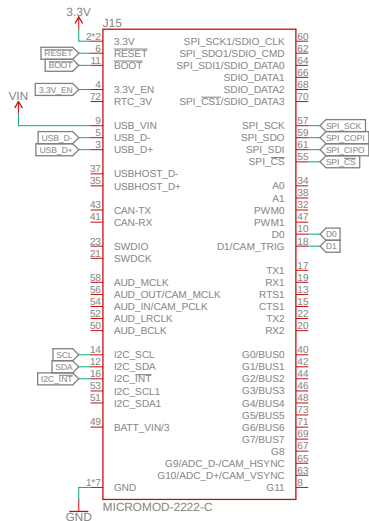 3.3V
J15
2*2 3.3V SPI_SCK1/SDIO_CLK 60
RESET 6 RESET SPI_SDO1/SDIO_CMD 62
BOOT 11 BOOT SPI_SDI1/SDIO_DATA0 64
SDIO_DATA1 66
3.3V_EN 4 3.3V_EN SDIO_DATA2 68
72 RTC_3V SPI_CS1/SDIO_DATA3 70
VIN
9 USB_VIN SPI_SCK 57 SPI_SCK
USB_D- 5 USB_D- SPI_SDO 59 SPI_COPI
USB_D+ 3 USB_D+ SPI_SDI 61 SPI_CIPO
SPI_CS 55 SPI_CS
37 USBHOST_D-
35 USBHOST_D+ A0 34
A1 38
43 CAN-TX PWM0 32
41 CAN-RX PWM1 47
D0 10 D0
23 SWDIO D1/CAM_TRIG 18 D1
21 SWDCK
TX1 17
58 AUD_MCLK RX1 19
56 AUD_OUT/CAM_MCLK RTS1 13
54 AUD_IN/CAM_PCLK CTS1 15
52 AUD_LRCLK TX2 22
50 AUD_BCLK RX2 20
SCL 14 I2C_SCL G0/BUS0 40
SDA 12 I2C_SDA G1/BUS1 42
I2C_INT 16 I2C_INT G2/BUS2 44
53 I2C_SCL1 G3/BUS3 46
51 I2C_SDA1 G4/BUS4 48
G5/BUS5 73
49 BATT_VIN/3 G6/BUS6 71
G7/BUS7 69
G8 67
G9/ADC_D-/CAM_HSYNC 65
G10/ADC_D+/CAM_VSYNC 63
1*7 GND G11 8
MICROMOD-2222-C
GND